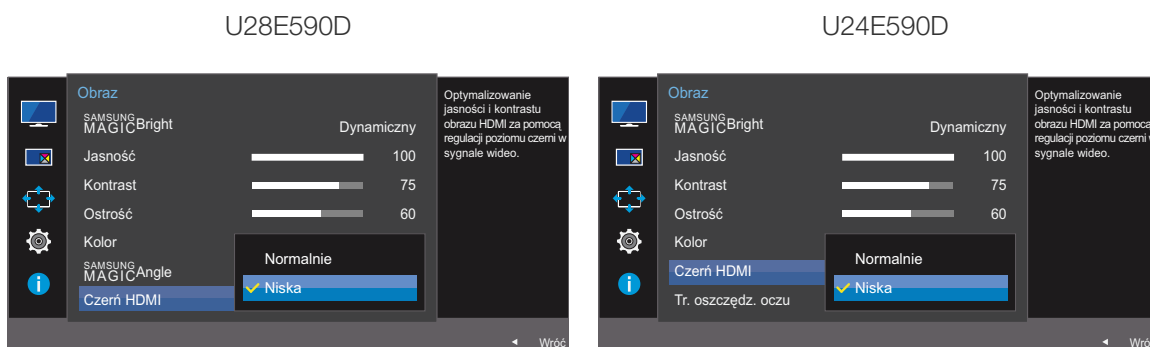 U28E590D
Obraz
SAMSUNG
MAGICBright Dynamiczny
Jasność 100
Kontrast 75
Ostrość 60
Kolor
SAMSUNG
MAGICAngle
Czerń HDMI
Normalnie
Niska
Optymalizowanie
jasności i kontrastu
obrazu HDMI za pomocą
regulacji poziomu czerni w
sygnale wideo.
Wróć
U24E590D
Obraz
SAMSUNG
MAGICBright Dynamiczny
Jasność 100
Kontrast 75
Ostrość 60
Kolor
Czerń HDMI
Tr. oszczędz. oczu
Normalnie
Niska
Optymalizowanie
jasności i kontrastu
obrazu HDMI za pomocą
regulacji poziomu czerni w
sygnale wideo.
Wróć